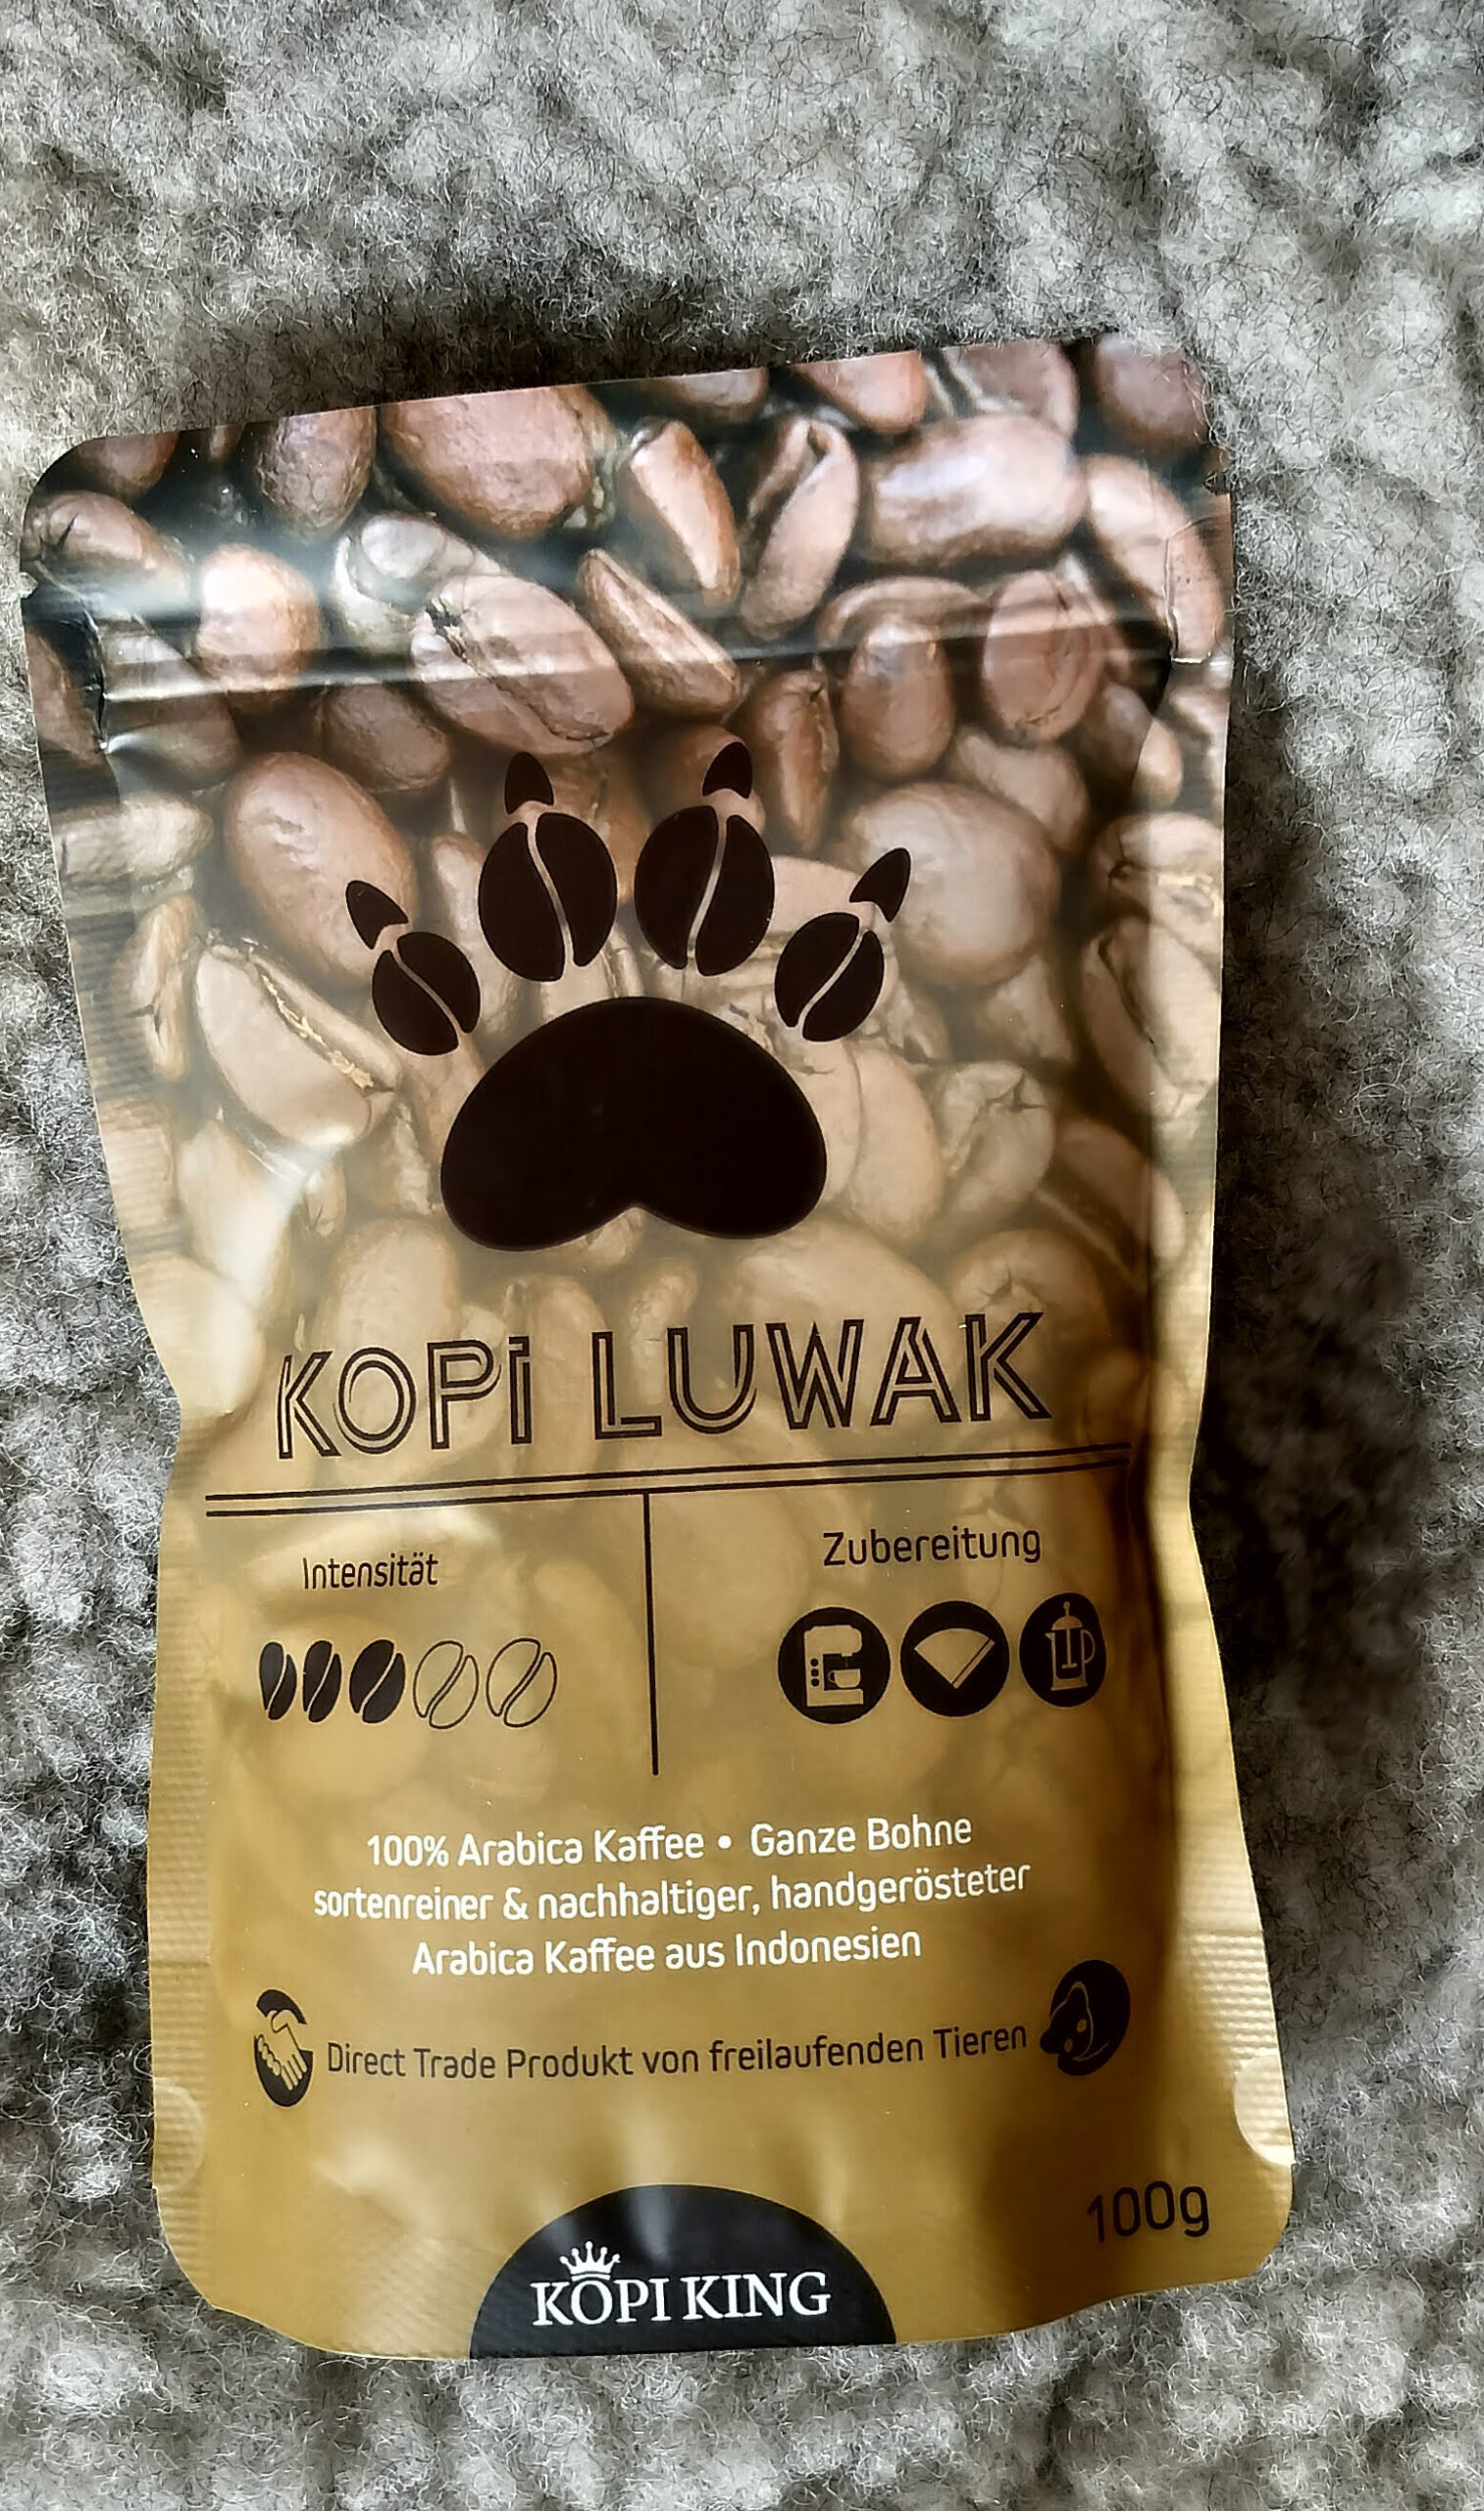 KOPI LUWAK
Intensität
Zubereitung
100% Arabica Kaffee • Ganze Bohne
sortenreiner & nachhaltiger, handgerösteter
Arabica Kaffee aus Indonesien
Direct Trade Produkt von freilaufenden Tieren
100g
KOPI KING